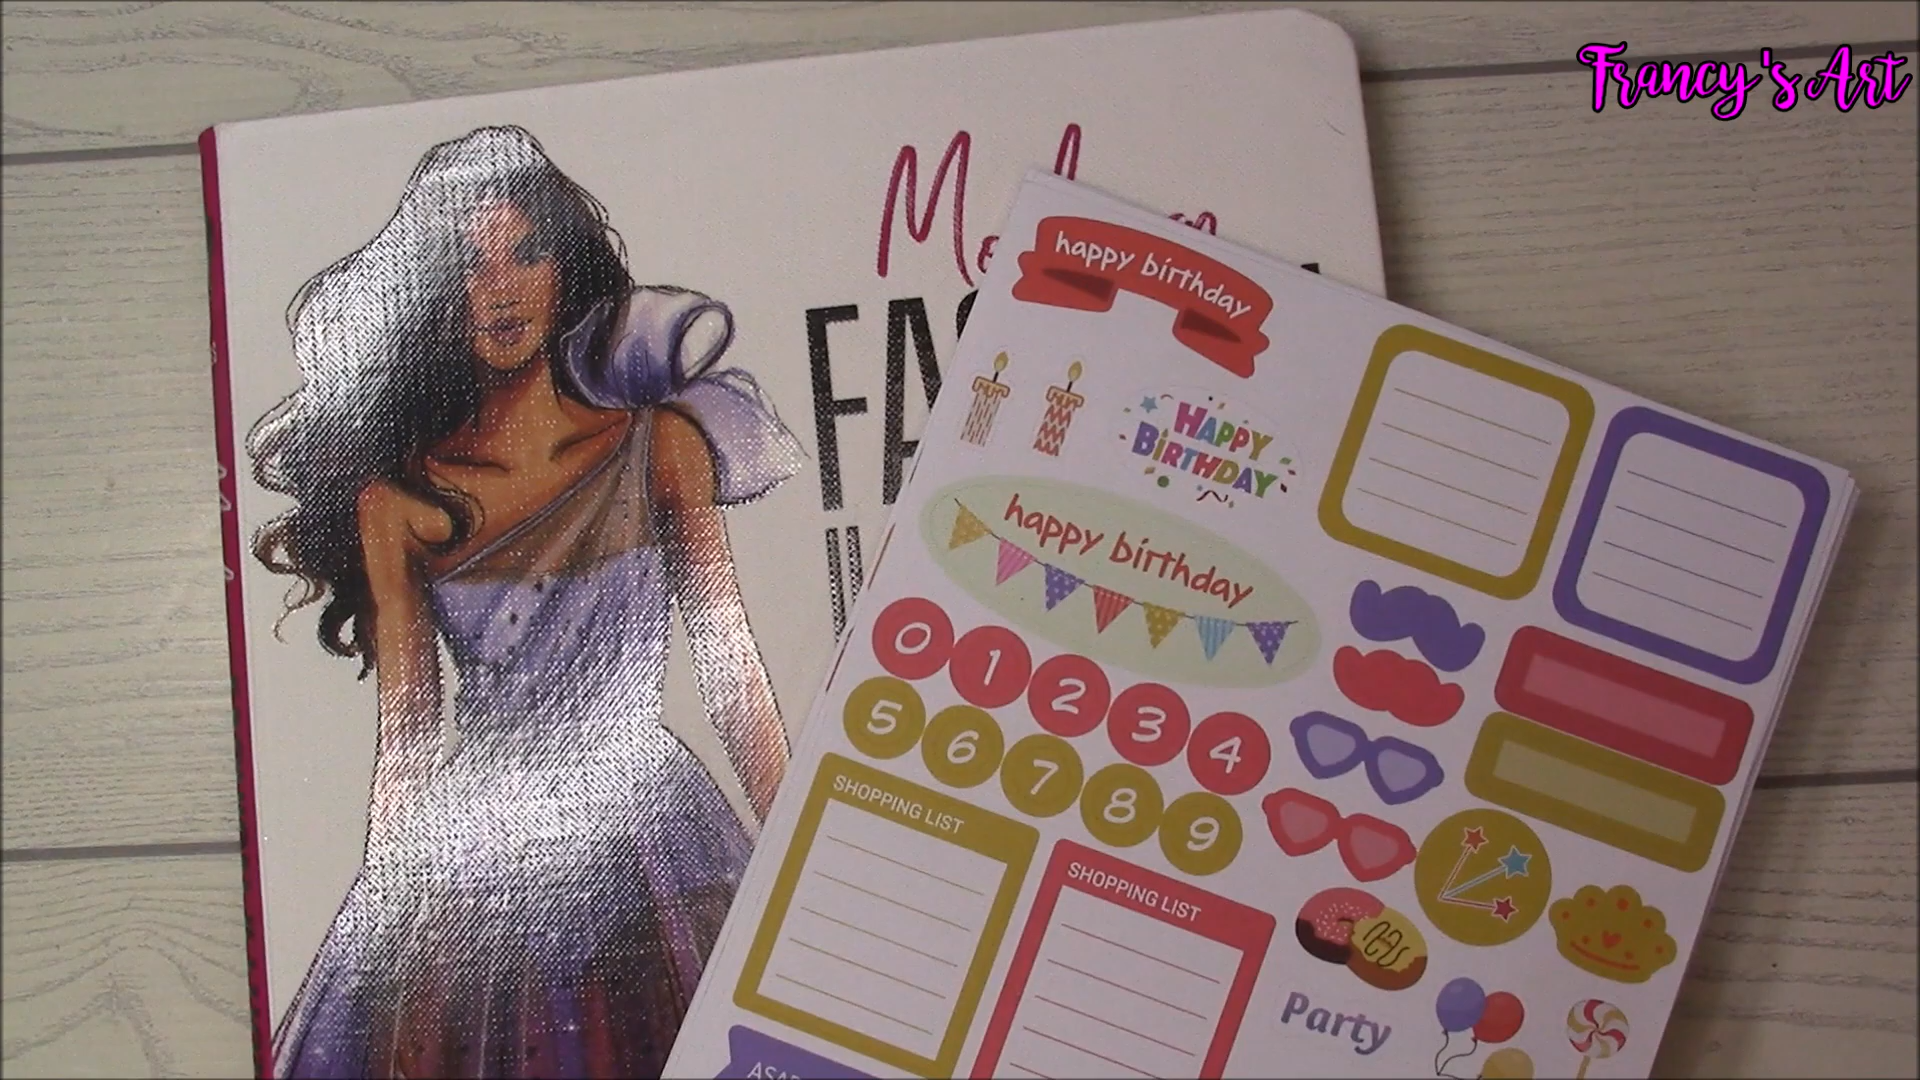 Francy's Art
happy birthday
HAPPY
BIRTHDAY
happy birthday
0 1 2 3 4
5 6 7 8 9
SHOPPING LIST
SHOPPING LIST
Party